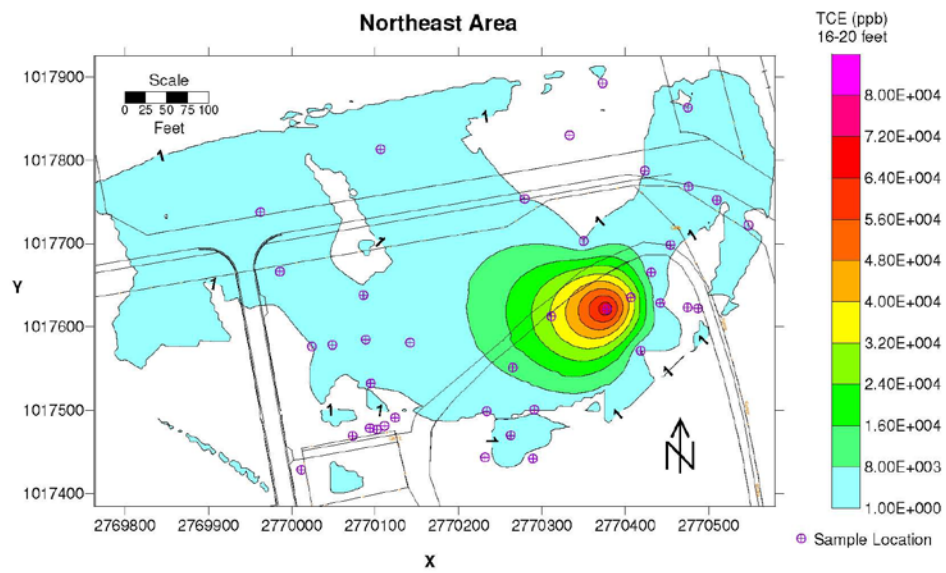 Northeast Area
TCE (ppb)
16-20 feet
1017900
1017800
1017700
1017600
1017500
1017400
Y
Scale
0 25 50 75 100
Feet
1
1
1
1
1
1
1
1
1
1
1
1
N
8.00E+004
7.20E+004
6.40E+004
5.60E+004
4.80E+004
4.00E+004
3.20E+004
2.40E+004
1.60E+004
8.00E+003
1.00E+000
Sample Location
2769800 2769900 2770000 2770100 2770200 2770300 2770400 2770500
X